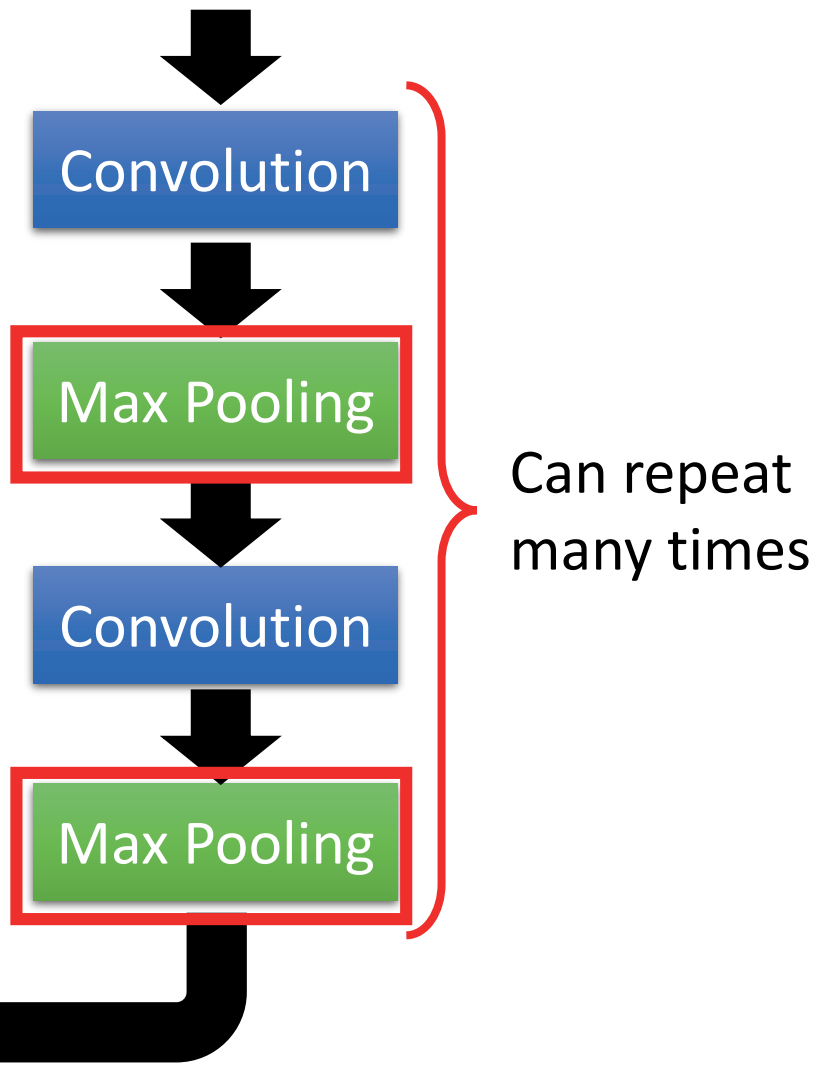 Convolution
Max Pooling
Can repeat
many times
Convolution
Max Pooling